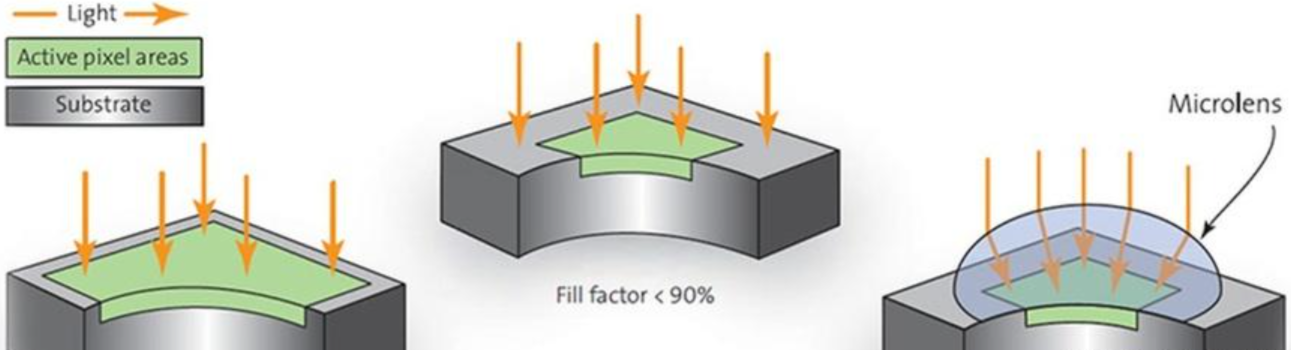 Light
Active pixel areas
Substrate
Microlens
Fill factor < 90%